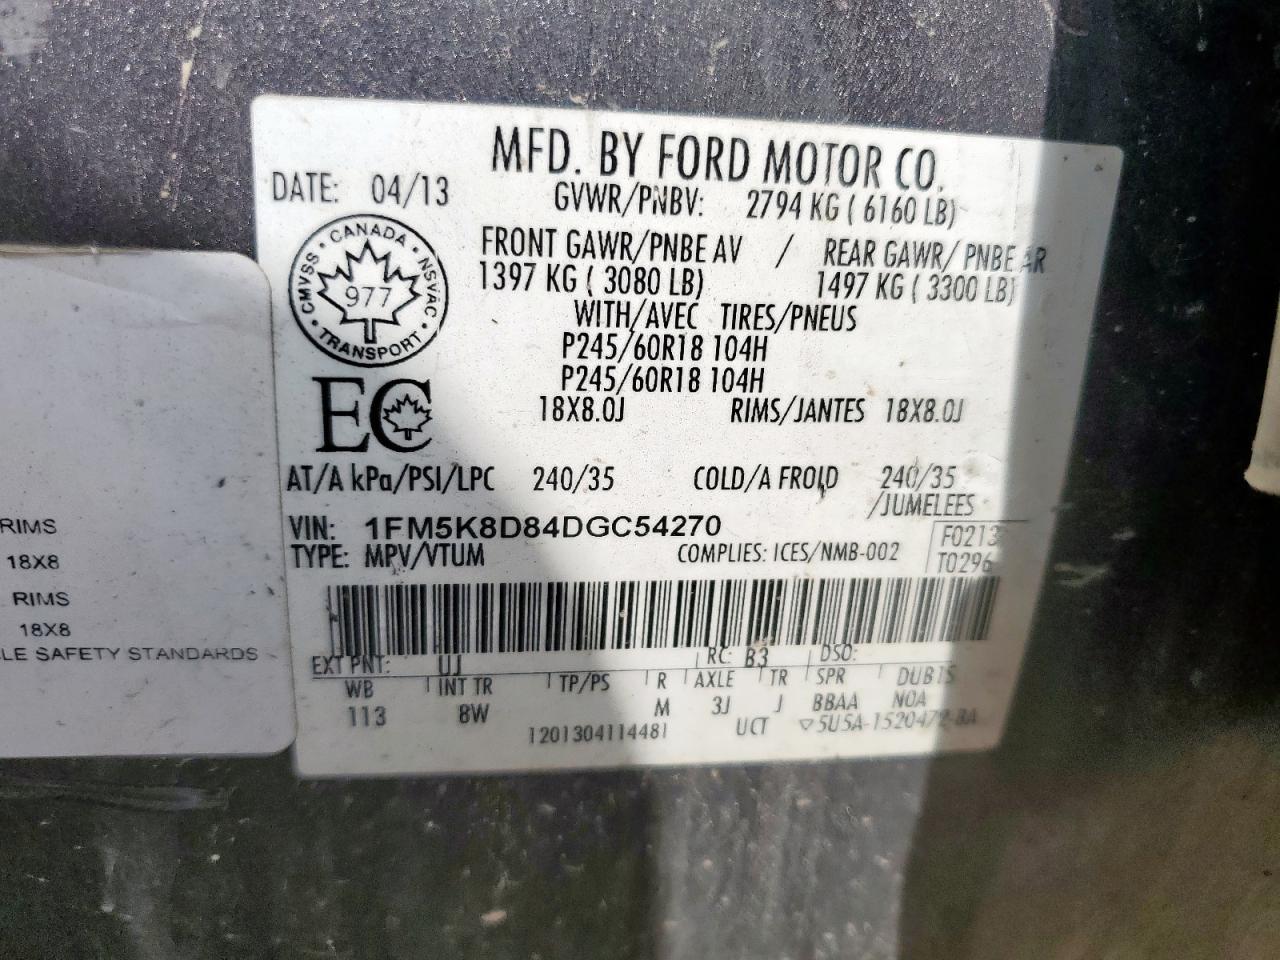 MFD. BY FORD MOTOR CO.
DATE: 04/13
GVWR/PNBV: 2794 KG ( 6160 LB)
FRONT GAWR/PNBE AV / REAR GAWR/ PNBE AR
1397 KG ( 3080 LB) 1497 KG ( 3300 LB)
WITH/AVEC TIRES/PNEUS
P245/60R18 104H
P245/60R18 104H
18X8.0J RIMS/JANTES 18X8.0J
CANADA
CMVSS NSVAC
977
TRANSPORT
EC
AT/A kPa/PSI/LPC 240/35 COLD/A FROID 240/35
/JUMELEES
VIN: 1FM5K8D84DGC54270
TYPE: MPV/VTUM COMPLIES: ICES/NMB-002
F0213
T0296
EXT PNT: UJ RC: B3 DSO:
WB INT TR TP/PS R AXLE TR SPR
113 8W M 3J J BBAA NOA
1201304114481 UCT
RIMS
18X8
RIMS
18X8
LE SAFETY STANDARDS